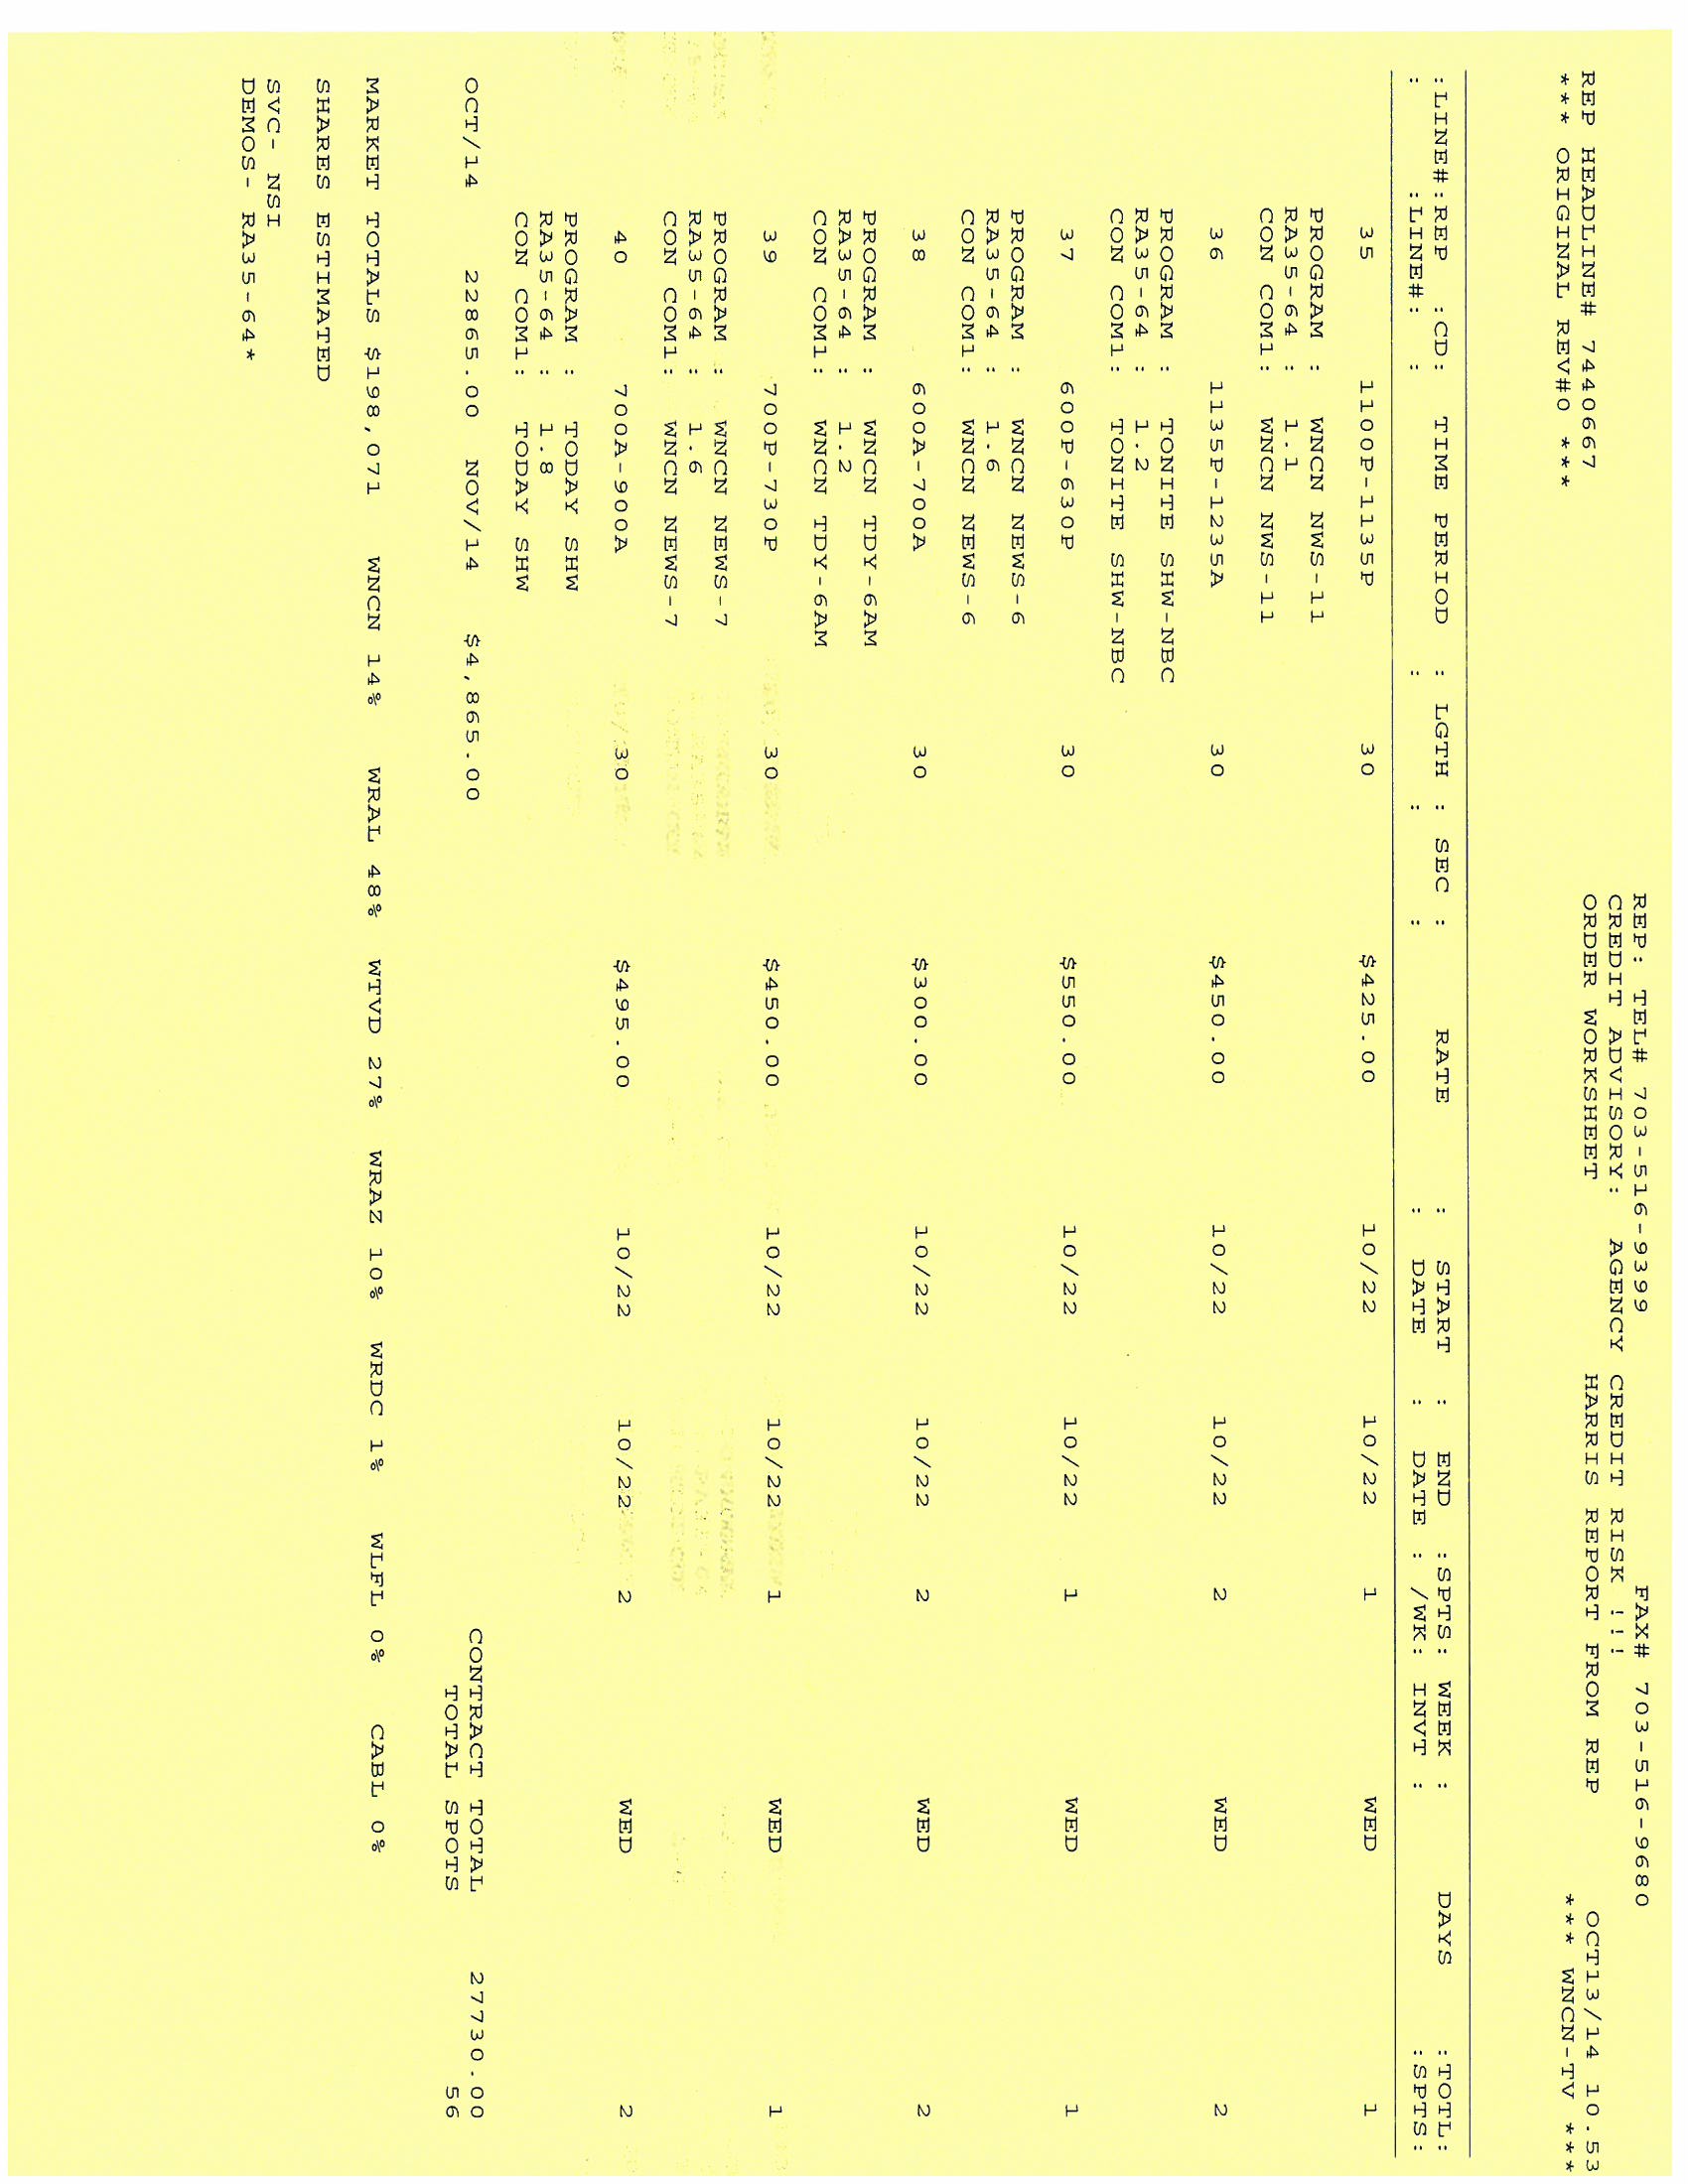 REP: TEL# 703-516-9399 FAX# 703-516-9680
CREDIT ADVISORY: AGENCY CREDIT RISK !!!
REP HEADLINE# 7440667 ORDER WORKSHEET HARRIS REPORT FROM REP OCT13/14 10.53
*** ORIGINAL REV#0 *** *** WNCN-TV ***
:LINE#:REP :CD: TIME PERIOD : LGTH : SEC : RATE : START : END :SPTS: WEEK : DAYS :TOTL:
: :LINE#: : : : : : DATE : DATE : /WK: INVT : :SPTS:
35 1100P-1135P 30 $425.00 10/22 10/22 1 WED 1
PROGRAM : WNCN NWS-11
RA35-64 : 1.1
CON COM1: WNCN NWS-11
36 1135P-1235A 30 $450.00 10/22 10/22 2 WED 2
PROGRAM : TONITE SHW-NBC
RA35-64 : 1.2
CON COM1: TONITE SHW-NBC
37 600P-630P 30 $550.00 10/22 10/22 1 WED 1
PROGRAM : WNCN NEWS-6
RA35-64 : 1.6
CON COM1: WNCN NEWS-6
38 600A-700A 30 $300.00 10/22 10/22 2 WED 2
PROGRAM : WNCN TDY-6AM
RA35-64 : 1.2
CON COM1: WNCN TDY-6AM
39 700P-730P 30 $450.00 10/22 10/22 1 WED 1
PROGRAM : WNCN NEWS-7
RA35-64 : 1.6
CON COM1: WNCN NEWS-7
40 700A-900A 30 $495.00 10/22 10/22 2 WED 2
PROGRAM : TODAY SHW
RA35-64 : 1.8
CON COM1: TODAY SHW
OCT/14 22865.00 NOV/14 $4,865.00 CONTRACT TOTAL 27730.00
TOTAL SPOTS 56
MARKET TOTALS $198,071 WNCN 14% WRAL 48% WTVD 27% WRAZ 10% WRDC 1% WLFL 0% CABL 0%
SHARES ESTIMATED
SVC- NSI
DEMOS- RA35-64*